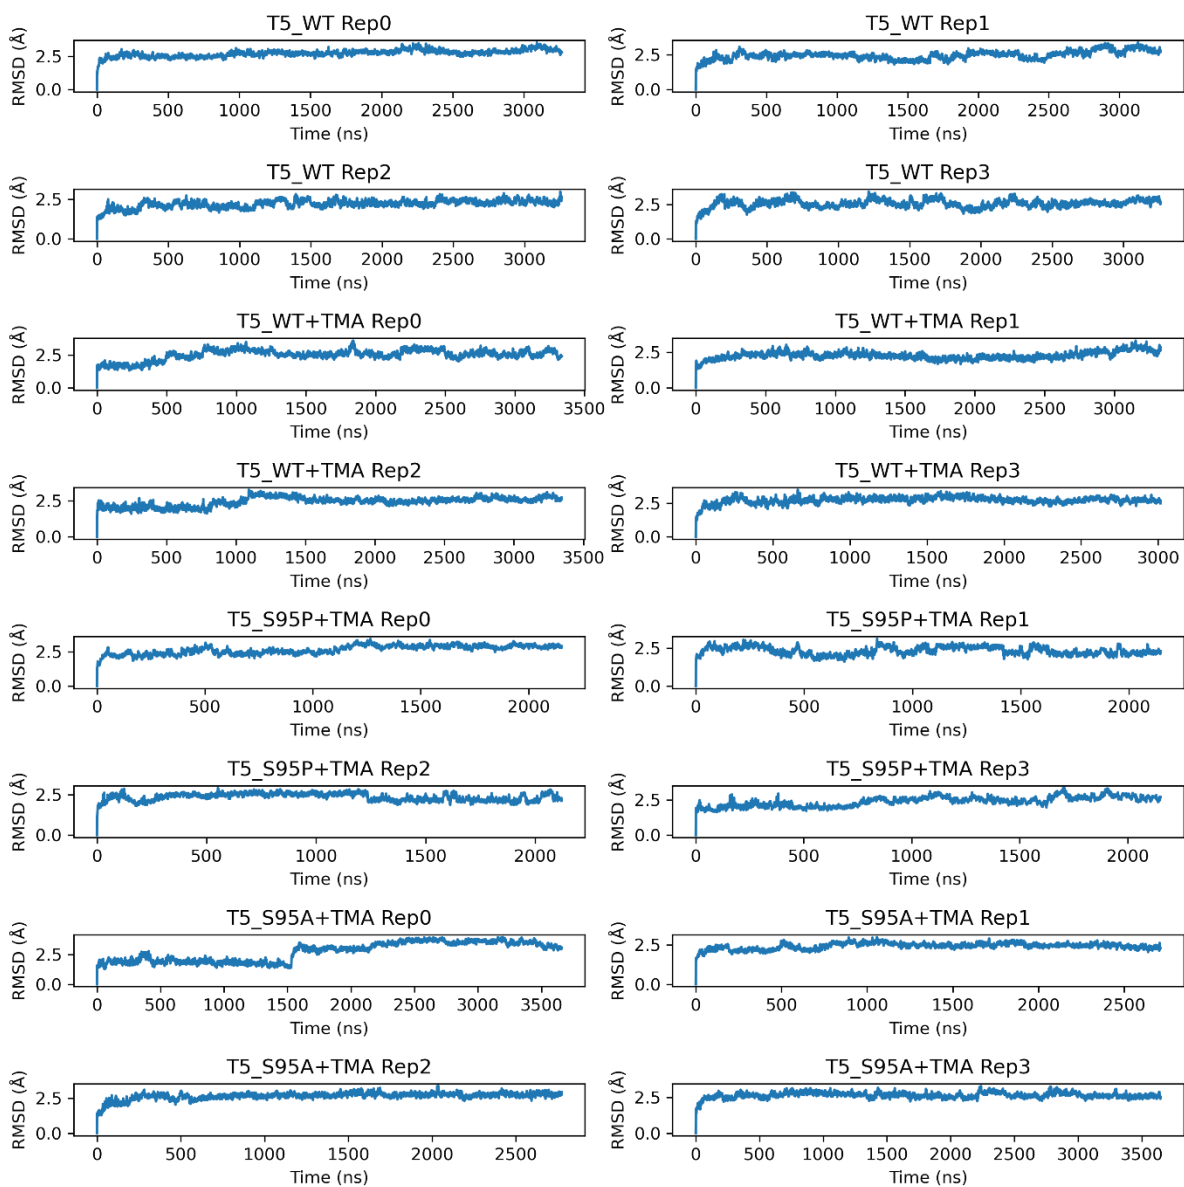 T5_WT Rep0
RMSD (Å)
2.5
0.0
0 500 1000 1500 2000 2500 3000
Time (ns)
T5_WT Rep1
RMSD (Å)
2.5
0.0
0 500 1000 1500 2000 2500 3000
Time (ns)
T5_WT Rep2
RMSD (Å)
2.5
0.0
0 500 1000 1500 2000 2500 3000
Time (ns)
T5_WT Rep3
RMSD (Å)
2.5
0.0
0 500 1000 1500 2000 2500 3000
Time (ns)
T5_WT+TMA Rep0
RMSD (Å)
2.5
0.0
0 500 1000 1500 2000 2500 3000 3500
Time (ns)
T5_WT+TMA Rep1
RMSD (Å)
2.5
0.0
0 500 1000 1500 2000 2500 3000
Time (ns)
T5_WT+TMA Rep2
RMSD (Å)
2.5
0.0
0 500 1000 1500 2000 2500 3000 3500
Time (ns)
T5_WT+TMA Rep3
RMSD (Å)
2.5
0.0
0 500 1000 1500 2000 2500 3000
Time (ns)
T5_S95P+TMA Rep0
RMSD (Å)
2.5
0.0
0 500 1000 1500 2000
Time (ns)
T5_S95P+TMA Rep1
RMSD (Å)
2.5
0.0
0 500 1000 1500 2000
Time (ns)
T5_S95P+TMA Rep2
RMSD (Å)
2.5
0.0
0 500 1000 1500 2000
Time (ns)
T5_S95P+TMA Rep3
RMSD (Å)
2.5
0.0
0 500 1000 1500 2000
Time (ns)
T5_S95A+TMA Rep0
RMSD (Å)
2.5
0.0
0 500 1000 1500 2000 2500 3000 3500
Time (ns)
T5_S95A+TMA Rep1
RMSD (Å)
2.5
0.0
0 500 1000 1500 2000 2500
Time (ns)
T5_S95A+TMA Rep2
RMSD (Å)
2.5
0.0
0 500 1000 1500 2000 2500
Time (ns)
T5_S95A+TMA Rep3
RMSD (Å)
2.5
0.0
0 500 1000 1500 2000 2500 3000 3500
Time (ns)